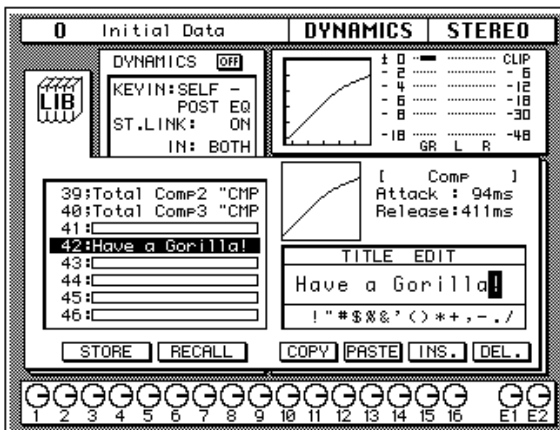 0 Initial Data DYNAMICS STEREO
DYNAMICS OFF
LIB
KEYIN:SELF -
POST EQ
ST.LINK: ON
IN: BOTH
± 0 CLIP
- 2 - 6
- 4 -12
- 6 -18
- 8 -30
-18 -48
GR L R
39;Total Comp2 "CMP
40;Total Comp3 "CMP
41:
42:Have a Gorilla!
43:
44:
45:
46:
[ Comp ]
Attack : 94ms
Release:411ms
TITLE EDIT
Have a Gorilla!
!"#$%&'()*+,-./
STORE RECALL COPY PASTE INS. DEL.
1 2 3 4 5 6 7 8 9 10 11 12 13 14 15 16 E1 E2